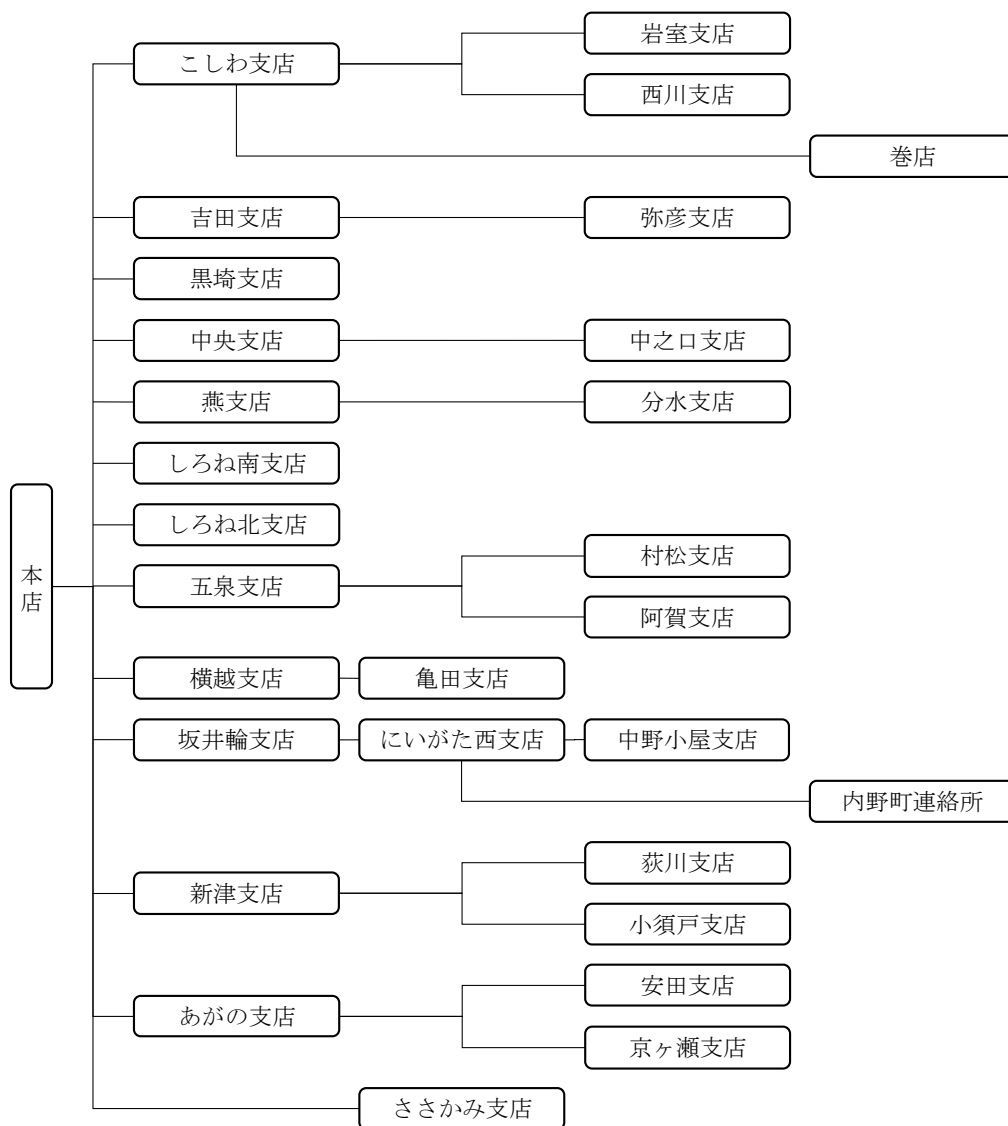 岩室支店
こしわ支店
西川支店
巻店
吉田支店
弥彦支店
黒埼支店
中央支店
中之口支店
燕支店
分水支店
しろね南支店
しろね北支店
本店
村松支店
五泉支店
阿賀支店
横越支店
亀田支店
坂井輪支店
にいがた西支店
中野小屋支店
内野町連絡所
荻川支店
新津支店
小須戸支店
安田支店
あがの支店
京ヶ瀬支店
ささかみ支店